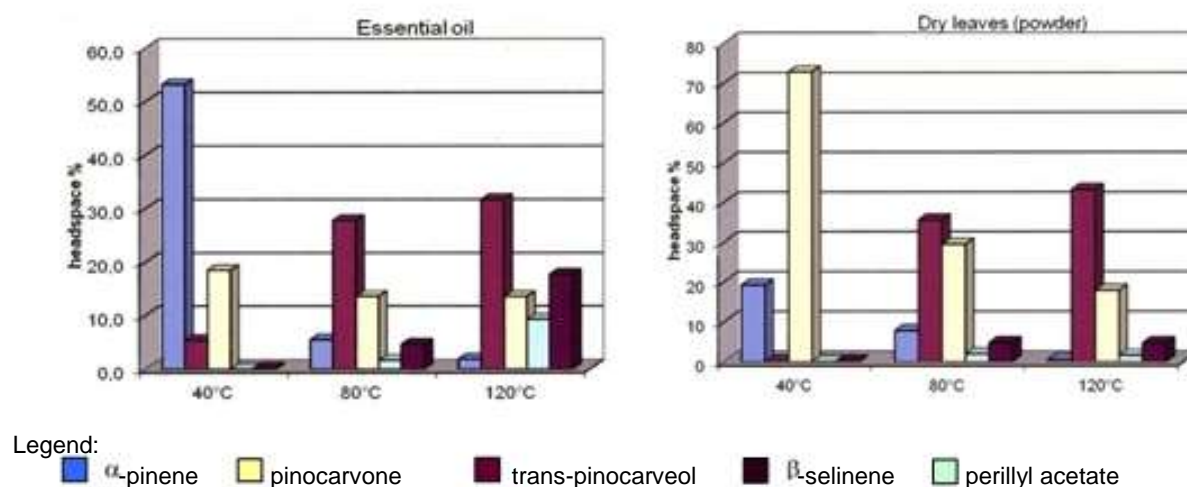 Essential oil
headspace %
60.0
50.0
40.0
30.0
20.0
10.0
0.0
40°C 80°C 120°C
Dry leaves (powder)
headspace %
80
70
60
50
40
30
20
10
0
40°C 80°C 120°C
Legend:
α-pinene pinocarvone trans-pinocarveol β-selinene perillyl acetate